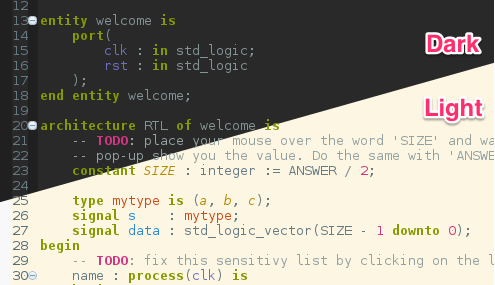 12
13 entity welcome is
14 port(
15 clk : in std_logic;
16 rst : in std_logic
17 );
18 end entity welcome;
19
20 architecture RTL of welcome is
21 -- TODO: place your mouse over the word 'SIZE' and
22 -- pop-up show you the value. Do the same with 'ANSWER
23 constant SIZE : integer := ANSWER / 2;
24
25 type mytype is (a, b, c);
26 signal s : mytype;
27 signal data : std_logic_vector(SIZE - 1 downto 0);
28 begin
29 -- TODO: fix this sensitivy list by clicking on the
30 name : process(clk) is
Dark
Light